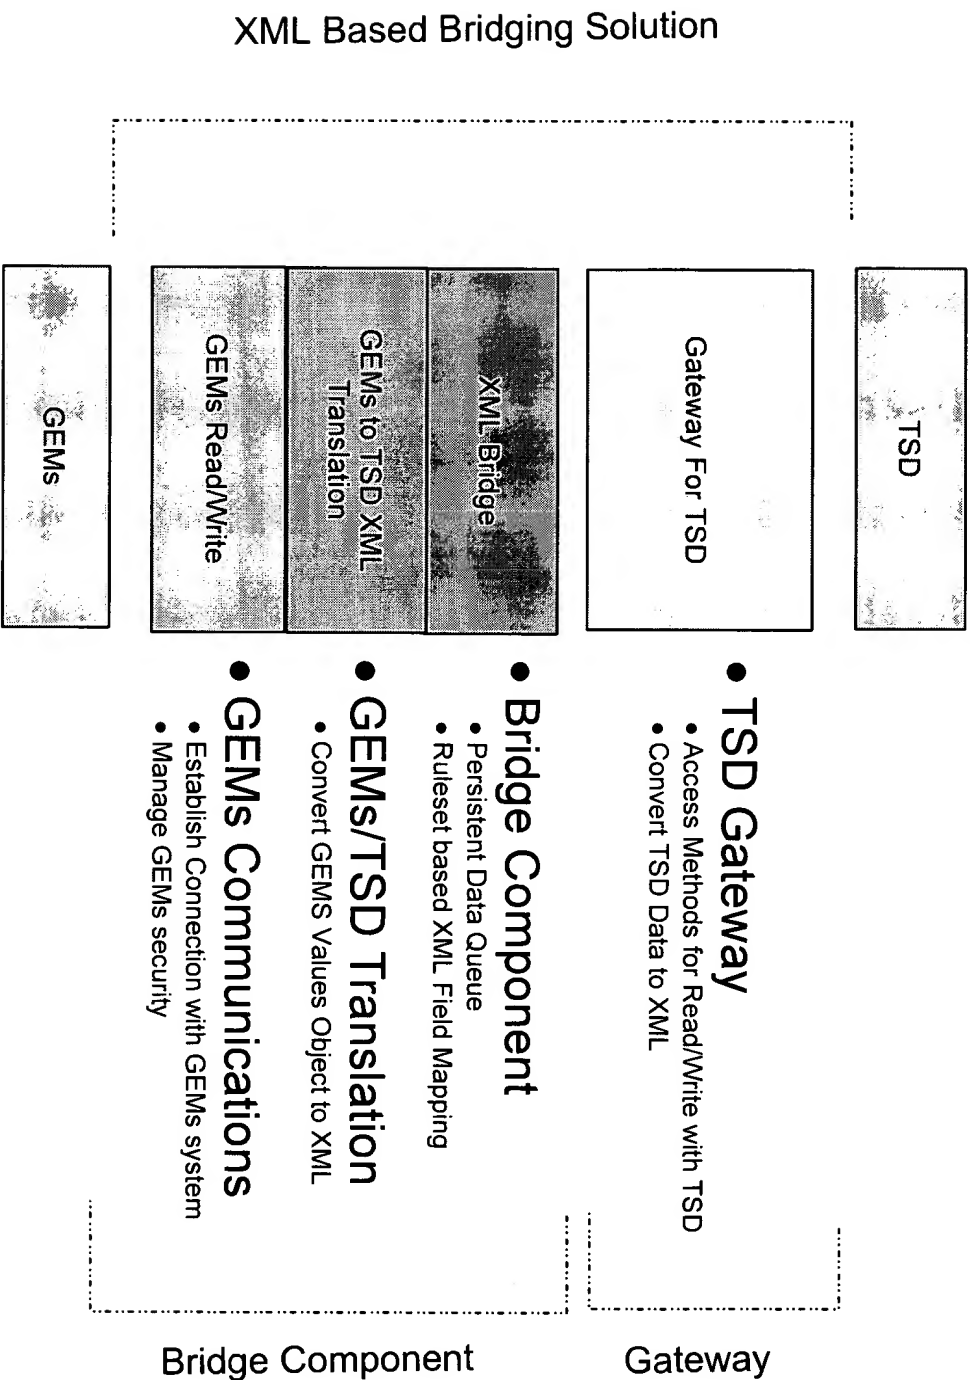 XML Based Bridging Solution
TSD
Gateway For TSD
XML Bridge
GEMs to TSD XML
Translation
GEMs Read/Write
GEMs
• TSD Gateway
• Access Methods for Read/Write with TSD
• Convert TSD Data to XML
• Bridge Component
• Persistent Data Queue
• Ruleset based XML Field Mapping
• GEMs/TSD Translation
• Convert GEMS Values Object to XML
• GEMs Communications
• Establish Connection with GEMs system
• Manage GEMs security
Gateway
Bridge Component